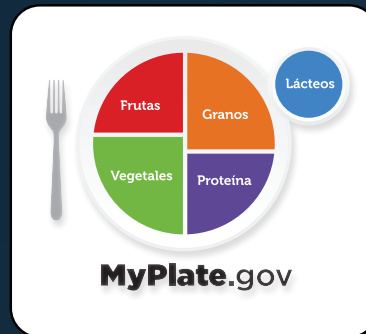 Lácteos
Frutas
Granos
Vegetales
Proteína
MyPlate.gov